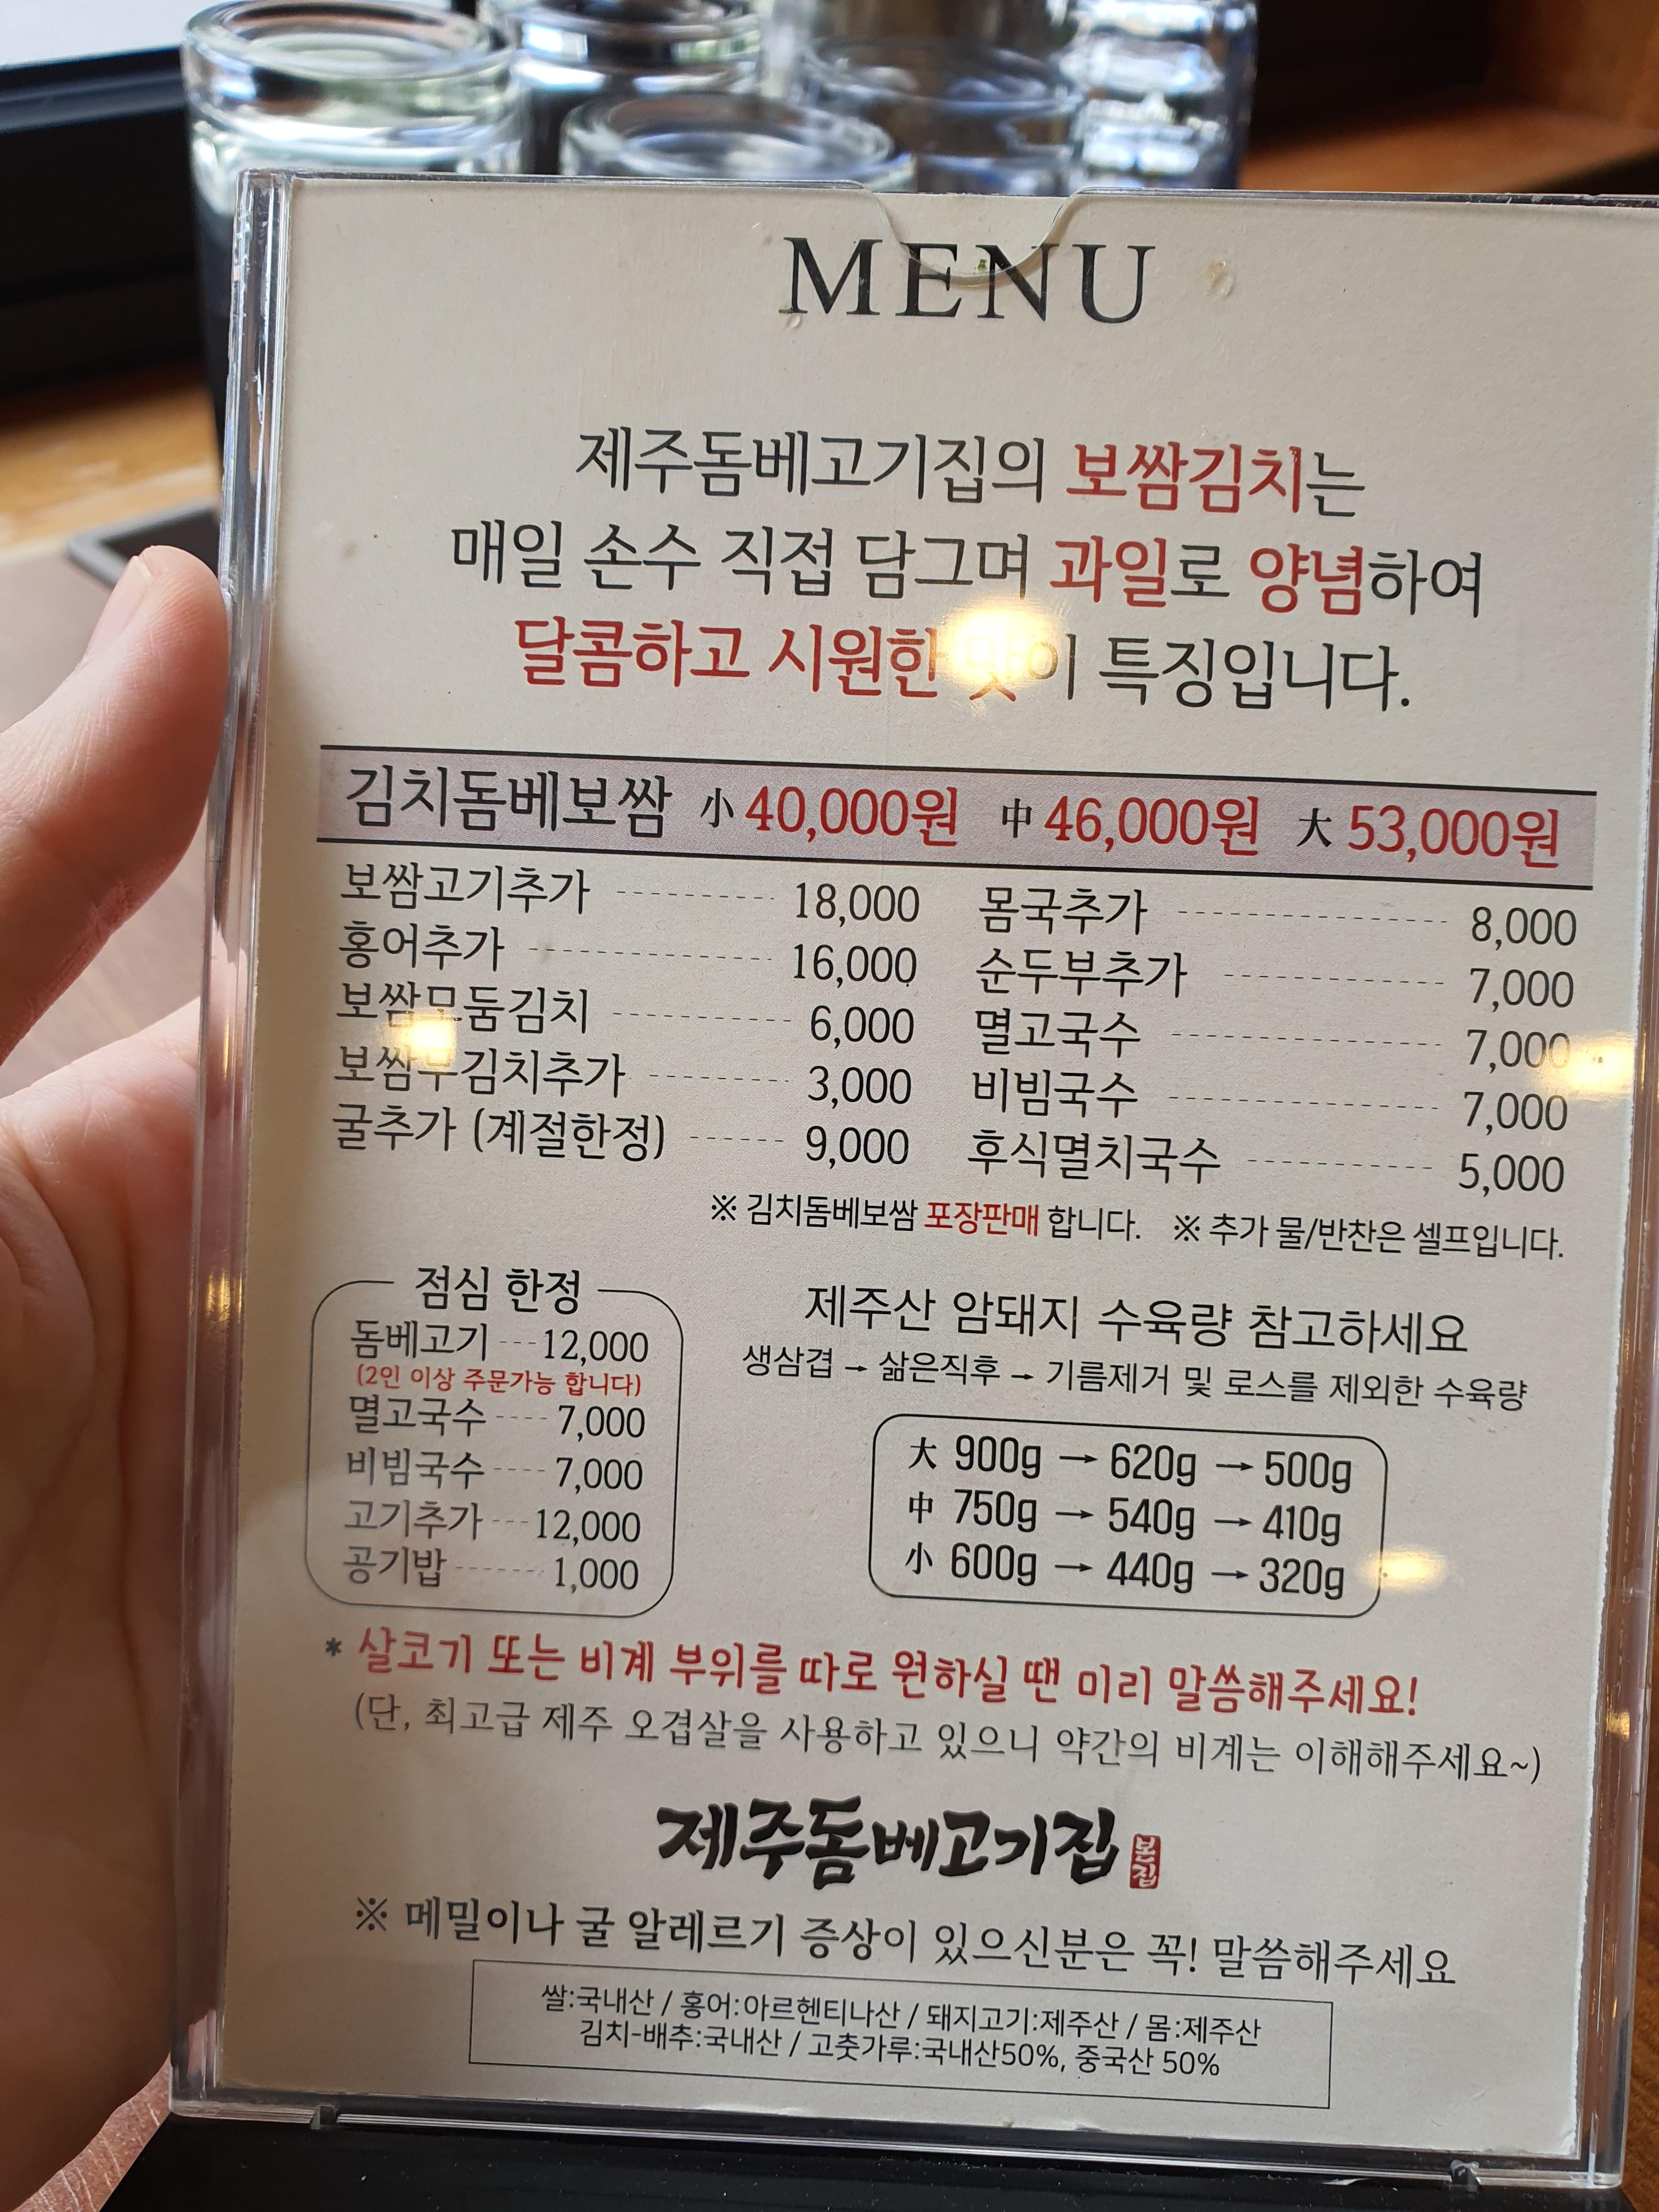 MENU
제주돔베고기집의 보쌈김치는
매일 손수 직접 담그며 과일로 양념하여
달콤하고 시원한 맛이 특징입니다.
김치돔베보쌈 小 40,000원 中 46,000원 大 53,000원
보쌈고기추가 18,000
홍어추가 16,000
보쌈모둠김치 6,000
보쌈무김치추가 3,000
굴추가 (계절한정) 9,000
몸국추가 8,000
순두부추가 7,000
멸고국수 7,000
비빔국수 7,000
후식멸치국수 5,000
※ 김치돔베보쌈 포장판매 합니다. ※ 추가 물/반찬은 셀프입니다.
점심 한정
돔베고기 12,000
(2인 이상 주문가능 합니다)
멸고국수 7,000
비빔국수 7,000
고기추가 12,000
공기밥 1,000
제주산 암돼지 수육량 참고하세요
생삼겹 → 삶은직후 → 기름제거 및 로스를 제외한 수육량
大 900g → 620g → 500g
中 750g → 540g → 410g
小 600g → 440g → 320g
* 살코기 또는 비계 부위를 따로 원하실 땐 미리 말씀해주세요!
(단, 최고급 제주 오겹살을 사용하고 있으니 약간의 비계는 이해해주세요~)
제주돔베고기집 본집
※ 메밀이나 굴 알레르기 증상이 있으신분은 꼭! 말씀해주세요
쌀:국내산 / 홍어:아르헨티나산 / 돼지고기:제주산 / 몸:제주산
김치-배추:국내산 / 고춧가루:국내산50%, 중국산 50%